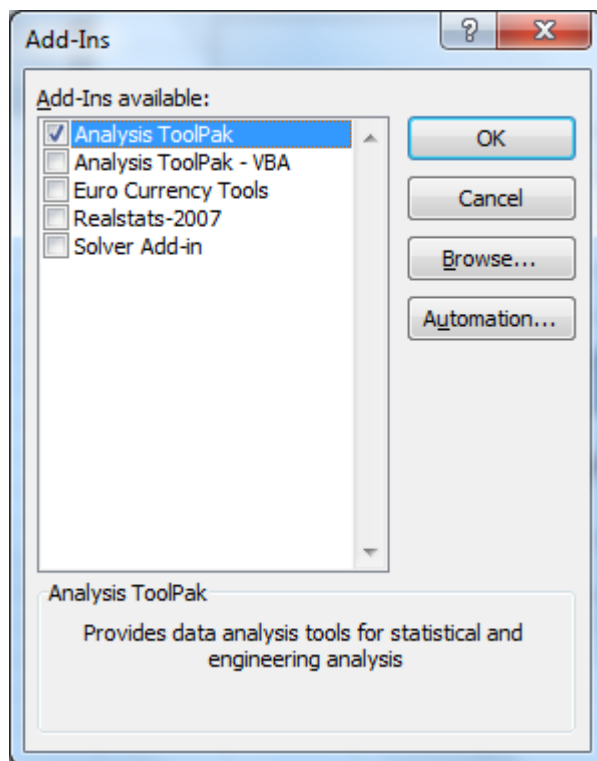 Add-Ins
?
Add-Ins available:
Analysis ToolPak
Analysis ToolPak - VBA
Euro Currency Tools
Realstats-2007
Solver Add-in
OK
Cancel
Browse...
Automation...
Analysis ToolPak
Provides data analysis tools for statistical and
engineering analysis